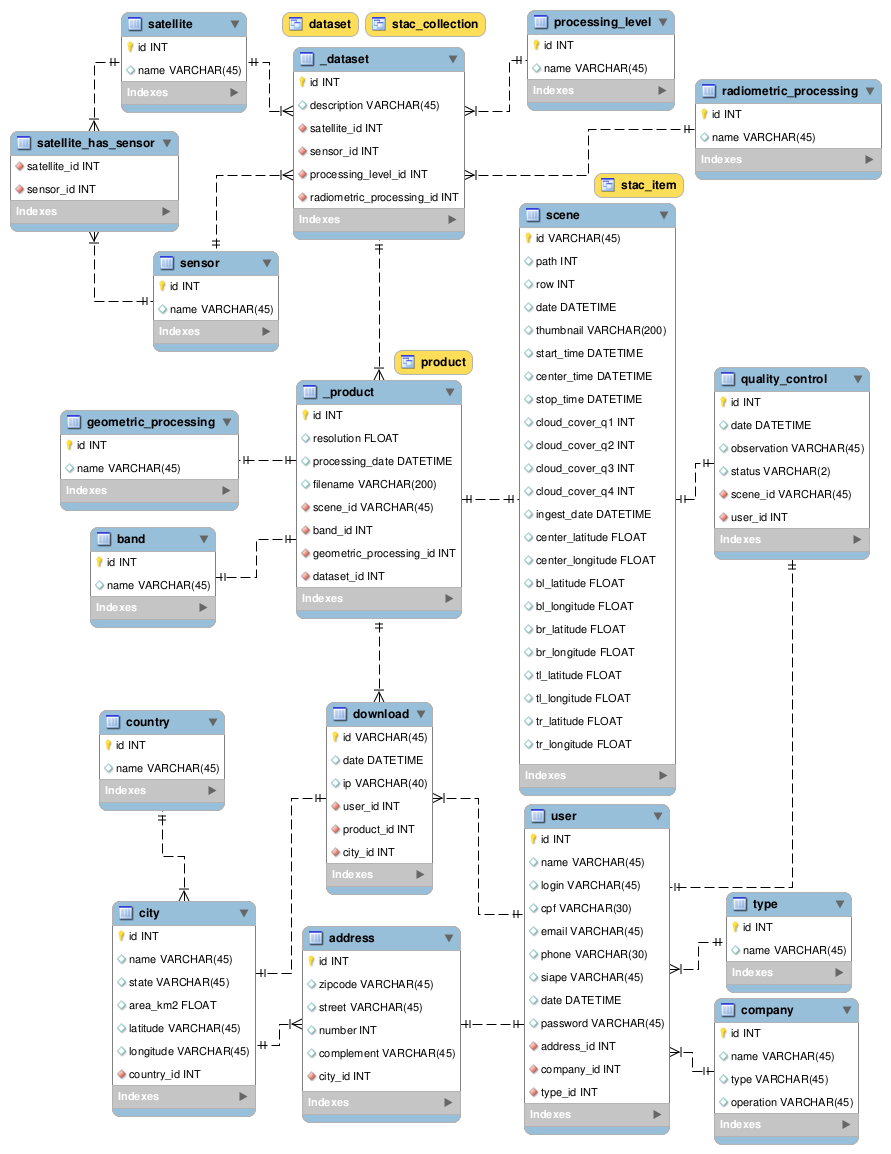 satellite
id INT
name VARCHAR(45)
Indexes
dataset
stac_collection
_dataset
id INT
description VARCHAR(45)
satellite_id INT
sensor_id INT
processing_level_id INT
radiometric_processing_id INT
Indexes
processing_level
id INT
name VARCHAR(45)
Indexes
radiometric_processing
id INT
name VARCHAR(45)
Indexes
satellite_has_sensor
satellite_id INT
sensor_id INT
Indexes
sensor
id INT
name VARCHAR(45)
Indexes
stac_item
scene
id VARCHAR(45)
path INT
row INT
date DATETIME
thumbnail VARCHAR(200)
start_time DATETIME
center_time DATETIME
stop_time DATETIME
cloud_cover_q1 INT
cloud_cover_q2 INT
cloud_cover_q3 INT
cloud_cover_q4 INT
ingest_date DATETIME
center_latitude FLOAT
center_longitude FLOAT
bl_latitude FLOAT
bl_longitude FLOAT
br_latitude FLOAT
br_longitude FLOAT
tl_latitude FLOAT
tl_longitude FLOAT
tr_latitude FLOAT
tr_longitude FLOAT
Indexes
product
_product
id INT
resolution FLOAT
processing_date DATETIME
filename VARCHAR(200)
scene_id VARCHAR(45)
band_id INT
geometric_processing_id INT
dataset_id INT
Indexes
quality_control
id INT
date DATETIME
observation VARCHAR(45)
status VARCHAR(2)
scene_id VARCHAR(45)
user_id INT
Indexes
geometric_processing
id INT
name VARCHAR(45)
Indexes
band
id INT
name VARCHAR(45)
Indexes
country
id INT
name VARCHAR(45)
Indexes
download
id VARCHAR(45)
date DATETIME
ip VARCHAR(40)
user_id INT
product_id INT
city_id INT
Indexes
user
id INT
name VARCHAR(45)
login VARCHAR(45)
cpf VARCHAR(30)
email VARCHAR(45)
phone VARCHAR(30)
siape VARCHAR(45)
date DATETIME
password VARCHAR(45)
address_id INT
company_id INT
type_id INT
Indexes
city
id INT
name VARCHAR(45)
state VARCHAR(45)
area_km2 FLOAT
latitude VARCHAR(45)
longitude VARCHAR(45)
country_id INT
Indexes
address
id INT
zipcode VARCHAR(45)
street VARCHAR(45)
number INT
complement VARCHAR(45)
city_id INT
Indexes
type
id INT
name VARCHAR(45)
Indexes
company
id INT
name VARCHAR(45)
type VARCHAR(45)
operation VARCHAR(45)
Indexes